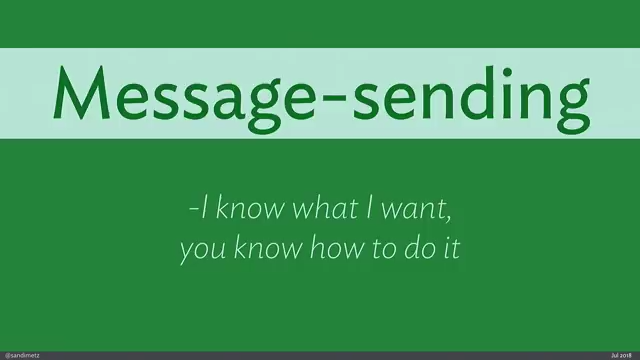 Message-sending
-I know what I want,
you know how to do it
@sandimetz
Jul 2018